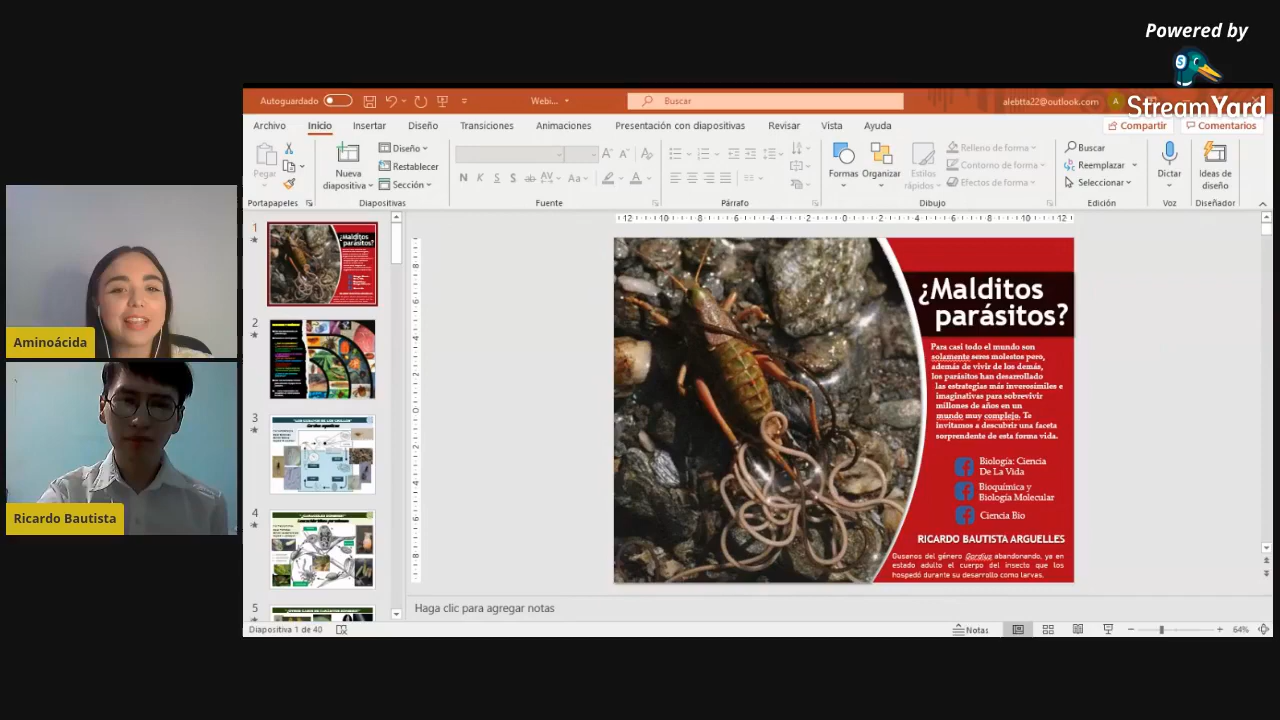 Powered by
StreamYard
Autoguardado
Webi...
Buscar
alebtta22@outlook.com
A
Archivo
Inicio
Insertar
Diseño
Transiciones
Animaciones
Presentación con diapositivas
Revisar
Vista
Ayuda
Compartir
Comentarios
Pegar
Nueva
diapositiva
Diseño
Restablecer
Sección
Buscar
Reemplazar
Seleccionar
Formas
Organizar
Estilos
rápidos
Relleno de forma
Contorno de forma
Efectos de forma
Dictar
Ideas de
diseño
Portapapeles
Diapositivas
Fuente
Párrafo
Dibujo
Edición
Voz
Diseñador
1
2
3
4
5
¿Malditos
parásitos?
Para casi todo el mundo son
solamente seres molestos pero,
además de vivir de los demás,
los parásitos han desarrollado
las estrategias más inverosímiles e
imaginativas para sobrevivir
millones de años en un
mundo muy complejo. Te
invitamos a descubrir una faceta
sorprendente de esta forma vida.
Biología: Ciencia
De La Vida
Bioquímica y
Biología Molecular
Ciencia Bio
RICARDO BAUTISTA ARGUELLES
Gusanos del género Gordius abandonando, ya en
estado adulto el cuerpo del insecto que los
hospedó durante su desarrollo como larvas.
Aminoácida
Ricardo Bautista
Haga clic para agregar notas
Diapositiva 1 de 40
Notas
64%